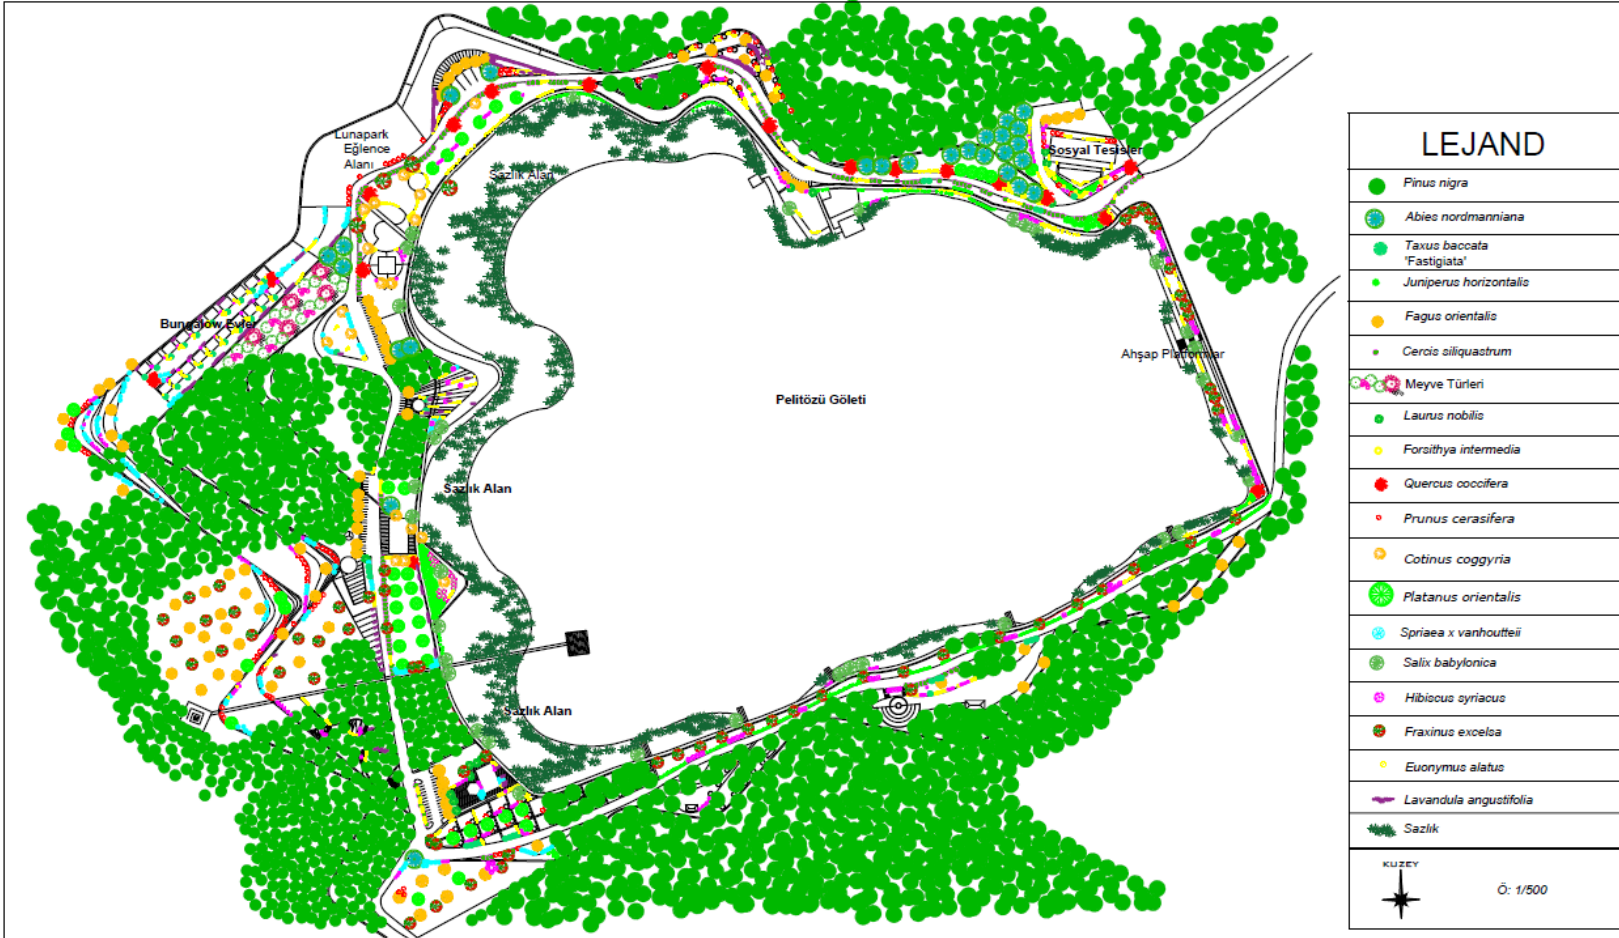 Lunapark
Eğlence
Alanı
Sazlık Alan
Sosyal Tesisler
Bungalow Evler
Ahşap Platformlar
Pelitözü Göleti
Sazlık Alan
Sazlık Alan
LEJAND
Pinus nigra
Abies nordmanniana
Taxus baccata
'Fastigiata'
Juniperus horizontalis
Fagus orientalis
Cercis siliquastrum
Meyve Türleri
Laurus nobilis
Forsithya intermedia
Quercus coccifera
Prunus cerasifera
Cotinus coggyria
Platanus orientalis
Spriaea x vanhoutteii
Salix babylonica
Hibiscus syriacus
Fraxinus excelsa
Euonymus alatus
Lavandula angustifolia
Sazlık
KUZEY
Ö: 1/500